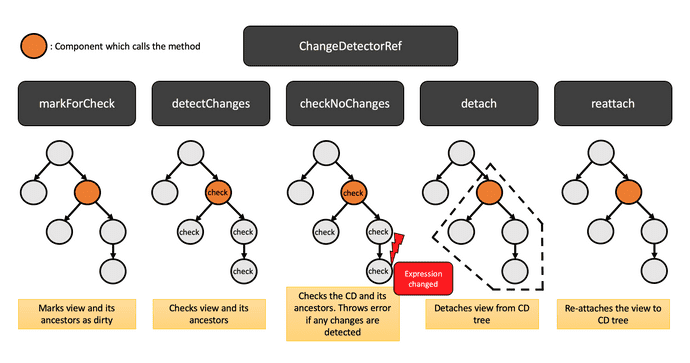 ChangeDetectorRef
: Component which calls the method
markForCheck
detectChanges
checkNoChanges
detach
reattach
check
check
check
check
check
check
check
check
Expression
changed
Marks view and its
ancestors as dirty
Checks view and its
ancestors
Checks the CD and its
ancestors. Throws error
if any changes are
detected
Detaches view from CD
tree
Re-attaches the view to
CD tree